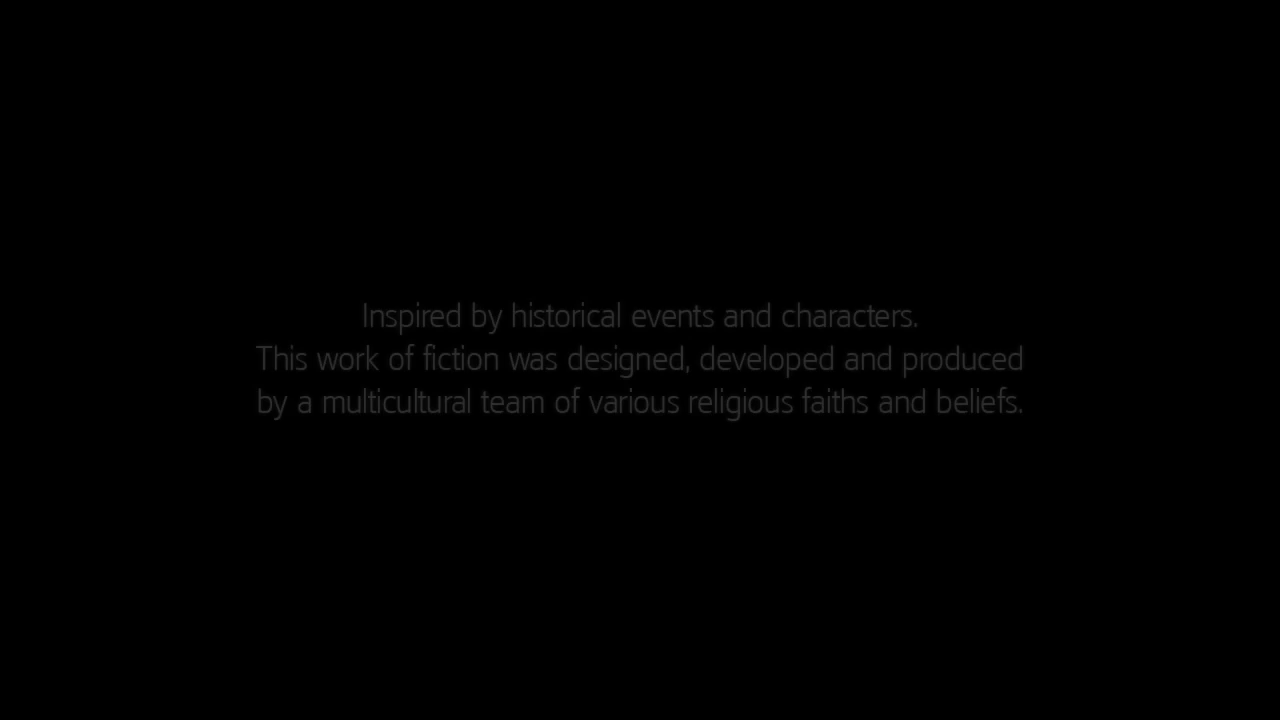 Inspired by historical events and characters.
This work of fiction was designed, developed and produced
by a multicultural team of various religious faiths and beliefs.